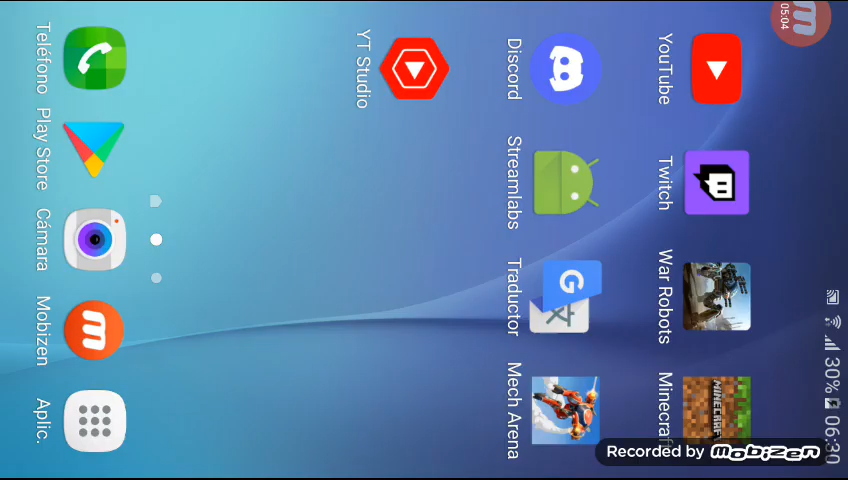 30% 06:30
05:04
YouTube
Twitch
War Robots
Minecraf
MINECRAFT
Discord
Streamlabs
Traductor
Mech Arena
G
YT Studio
Teléfono
Play Store
Cámara
Mobizen
Aplic.
Recorded by mobizen